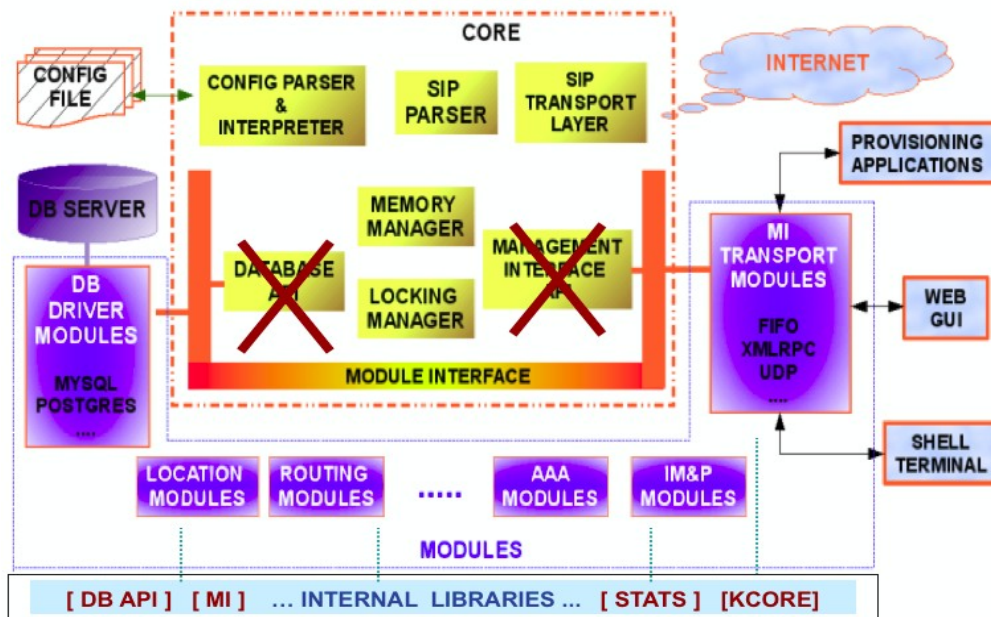 CORE
CONFIG
FILE
CONFIG PARSER
&
INTERPRETER
SIP
PARSER
SIP
TRANSPORT
LAYER
INTERNET
PROVISIONING
APPLICATIONS
DB SERVER
MEMORY
MANAGER
DATABASE
API
MANAGEMENT
INTERFACE
API
LOCKING
MANAGER
MODULE INTERFACE
DB
DRIVER
MODULES
MYSQL
POSTGRES
....
MI
TRANSPORT
MODULES
FIFO
XMLRPC
UDP
....
WEB
GUI
SHELL
TERMINAL
LOCATION
MODULES
ROUTING
MODULES
.....
AAA
MODULES
IM&P
MODULES
MODULES
[ DB API ] [ MI ] ... INTERNAL LIBRARIES ... [ STATS ] [KCORE]